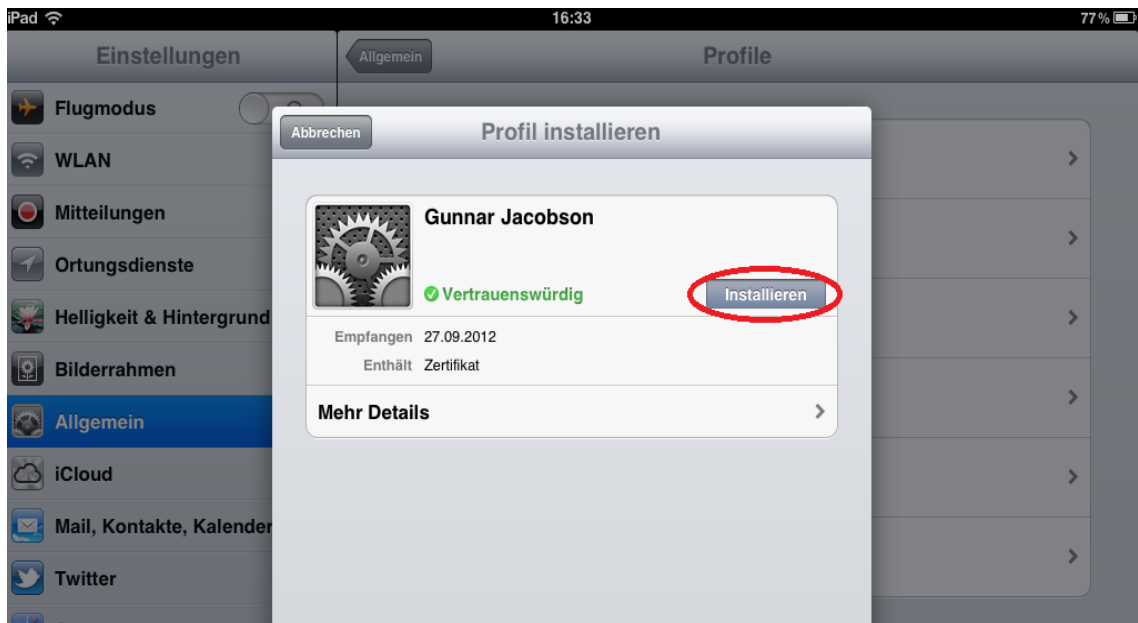 iPad 16:33 77%
Einstellungen
Allgemein
Profile
Flugmodus
WLAN
Mitteilungen
Ortungsdienste
Helligkeit & Hintergrund
Bilderrahmen
Allgemein
iCloud
Mail, Kontakte, Kalender
Twitter
Abbrechen
Profil installieren
Gunnar Jacobson
Vertrauenswürdig
Installieren
Empfangen 27.09.2012
Enthält Zertifikat
Mehr Details